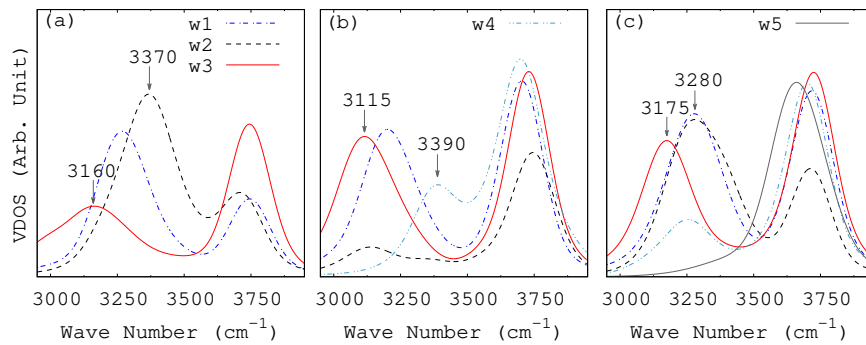 (a) w1 (b) w4 (c) w5
w2
w3
3370
3160
3115
3390
3175
3280
VDOS (Arb. Unit)
3000 3250 3500 3750 3000 3250 3500 3750 3000 3250 3500 3750
Wave Number (cm⁻¹) Wave Number (cm⁻¹) Wave Number (cm⁻¹)